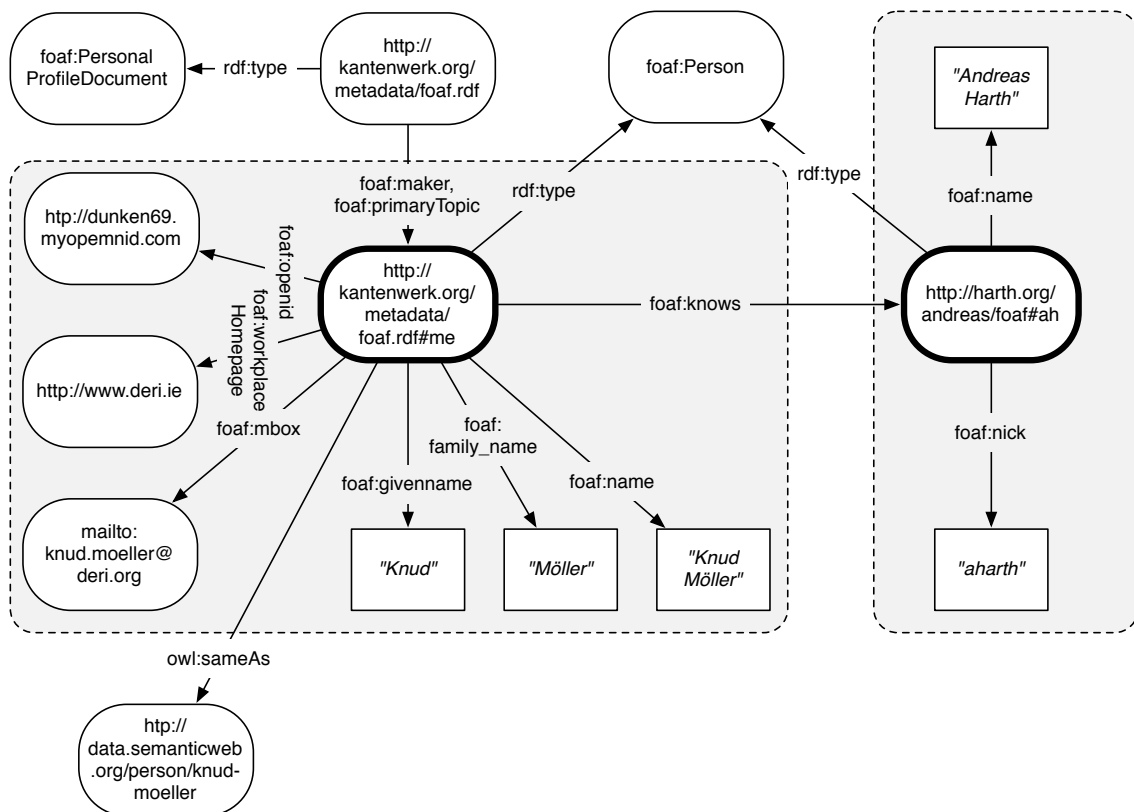 foaf:Personal
ProfileDocument
rdf:type
http://
kantenwerk.org/
metadata/foaf.rdf
foaf:Person
"Andreas
Harth"
foaf:maker,
foaf:primaryTopic
rdf:type
rdf:type
foaf:name
htp://dunken69.
myopemnid.com
foaf:openid
http://
kantenwerk.org/
metadata/
foaf.rdf#me
foaf:knows
http://harth.org/
andreas/foaf#ah
foaf:workplace
Homepage
http://www.deri.ie
foaf:mbox
foaf:
family_name
foaf:nick
foaf:givenname
foaf:name
mailto:
knud.moeller@
deri.org
"Knud"
"Möller"
"Knud
Möller"
"aharth"
owl:sameAs
htp://
data.semanticweb
.org/person/knud-
moeller